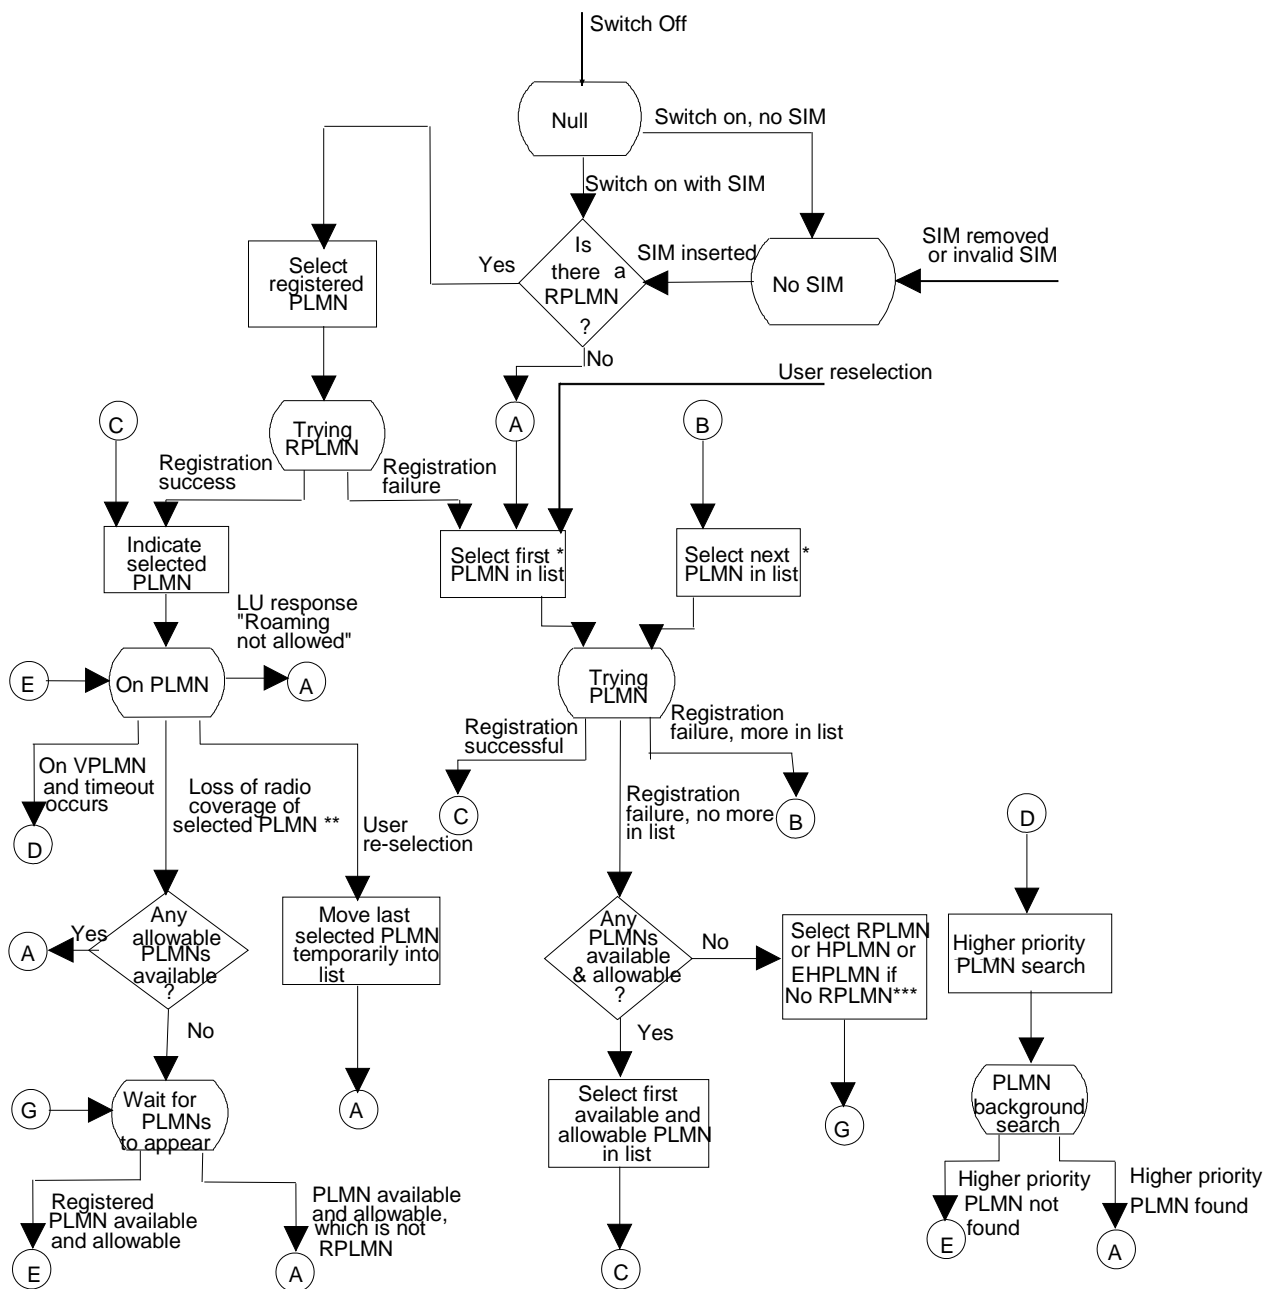 Switch Off
Null
Switch on, no SIM
Switch on with SIM
Is
there a
RPLMN
?
SIM inserted
No SIM
SIM removed
or invalid SIM
Yes
Select
registered
PLMN
No
User reselection
C
Trying
RPLMN
A
B
Registration
success
Registration
failure
Indicate
selected
PLMN
Select first *
PLMN in list
Select next *
PLMN in list
LU response
"Roaming
not allowed"
E
On PLMN
A
Trying
PLMN
Registration
successful
Registration
failure, more in list
On VPLMN
and timeout
occurs
Loss of radio
coverage of
selected PLMN **
User
re-selection
Registration
failure, no more
in list
D
C
B
D
A
Yes
Any
allowable
PLMNs
available
?
Move last
selected PLMN
temporarily into
list
Any
PLMNs
available
& allowable
?
No
Select RPLMN
or HPLMN or
EHPLMN if
No RPLMN***
Higher priority
PLMN search
No
Yes
G
Wait for
PLMNs
to appear
A
Select first
available and
allowable PLMN
in list
G
PLMN
background
search
Registered
PLMN available
and allowable
PLMN available
and allowable,
which is not
RPLMN
Higher priority
PLMN not
found
Higher priority
PLMN found
E
A
C
E
A